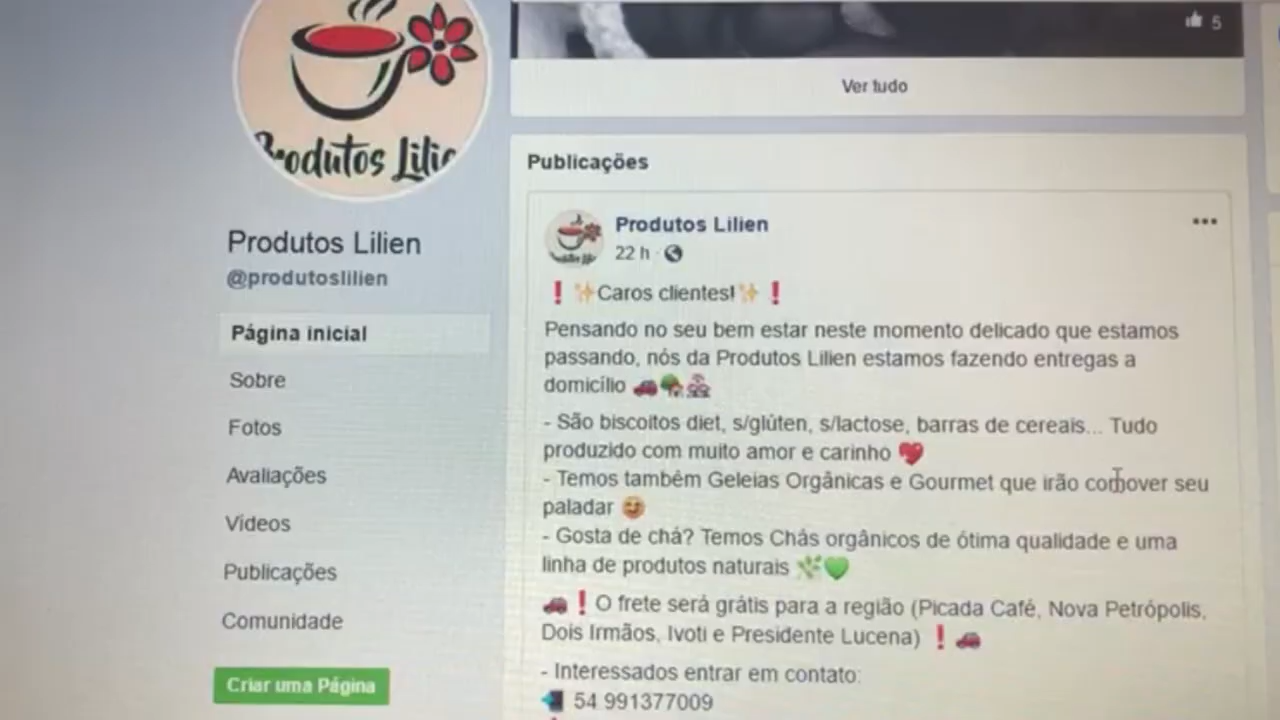 Produtos Lilie
Produtos Lilien
@produtoslilien
Página inicial
Sobre
Fotos
Avaliações
Vídeos
Publicações
Comunidade
Criar uma Página
5
Ver tudo
Publicações
Produtos Lilien
22 h ·
❗✨Caros clientes!✨❗
Pensando no seu bem estar neste momento delicado que estamos
passando, nós da Produtos Lilien estamos fazendo entregas a
domicílio 🚗🏡🏘
- São biscoitos diet, s/glúten, s/lactose, barras de cereais... Tudo
produzido com muito amor e carinho ❤
- Temos também Geleias Orgânicas e Gourmet que irão comover seu
paladar 😋
- Gosta de chá? Temos Chás orgânicos de ótima qualidade e uma
linha de produtos naturais 🌿💚
🚗❗O frete será grátis para a região (Picada Café, Nova Petrópolis,
Dois Irmãos, Ivoti e Presidente Lucena) ❗🚗
- Interessados entrar em contato:
📲 54 991377009